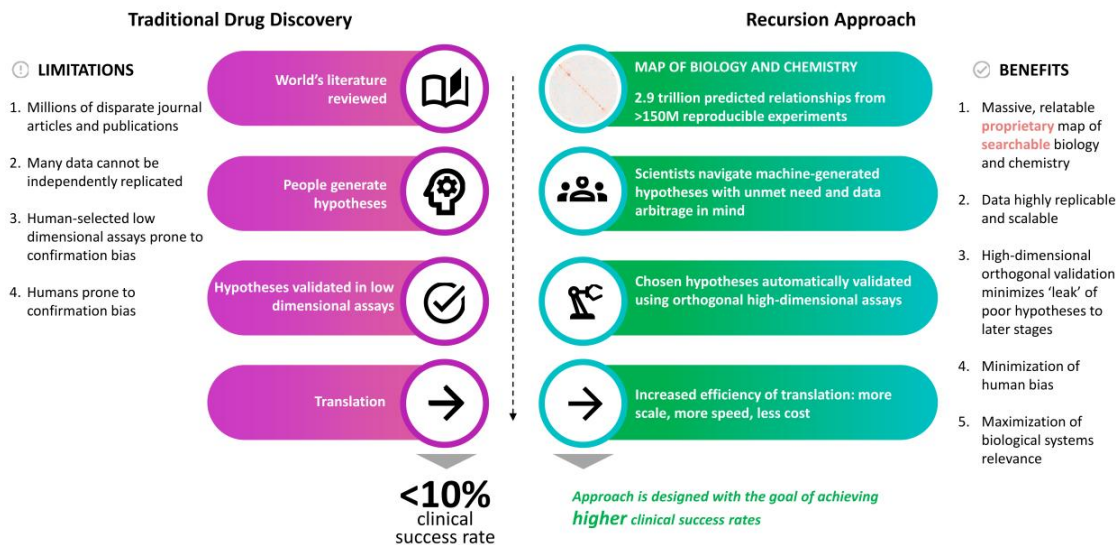 Traditional Drug Discovery
LIMITATIONS
1. Millions of disparate journal
articles and publications
2. Many data cannot be
independently replicated
3. Human-selected low
dimensional assays prone to
confirmation bias
4. Humans prone to
confirmation bias
World's literature
reviewed
People generate
hypotheses
Hypotheses validated in low
dimensional assays
Translation
<10%
clinical
success rate
Recursion Approach
MAP OF BIOLOGY AND CHEMISTRY
2.9 trillion predicted relationships from
>150M reproducible experiments
Scientists navigate machine-generated
hypotheses with unmet need and data
arbitrage in mind
Chosen hypotheses automatically validated
using orthogonal high-dimensional assays
Increased efficiency of translation: more
scale, more speed, less cost
Approach is designed with the goal of achieving
higher clinical success rates
BENEFITS
1. Massive, relatable
proprietary map of
searchable biology
and chemistry
2. Data highly replicable
and scalable
3. High-dimensional
orthogonal validation
minimizes 'leak' of
poor hypotheses to
later stages
4. Minimization of
human bias
5. Maximization of
biological systems
relevance